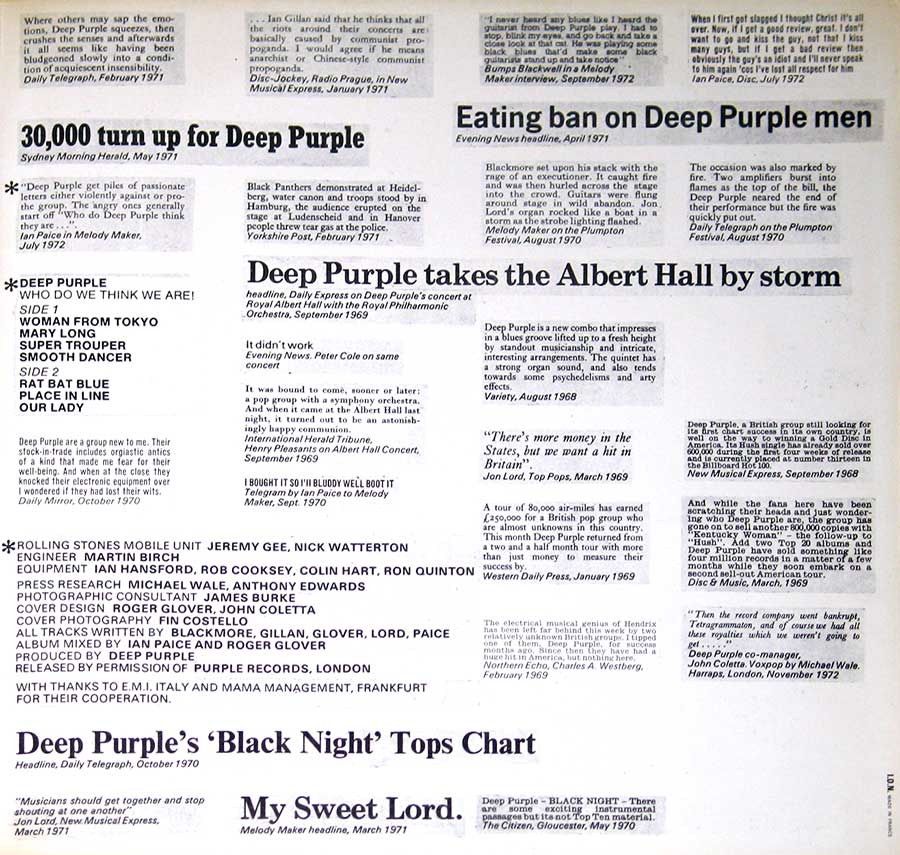 Where others may sap the emo-
tions, Deep Purple squeezes, then
crushes the senses and afterwards
it all seems like having been
bludgeoned slowly into a condi-
tion of acquiescent insensibility.
Daily Telegraph, February 1971
. . . Ian Gillan said that he thinks that all
the riots around their concerts are
basically caused by communist pro-
poganda. I would agree if he means
anarchist or Chinese-style communist
propoganda.
Disc-Jockey, Radio Prague, in New
Musical Express, January 1971
"I never heard any blues like I heard the
guitarist from Deep Purple play. I had to
stop, blink my eyes, and go back and take a
close look at that cat. He was playing some
black blues that'd make some black
guitarists stand up and take notice"
Bumps Blackwell in a Melody
Maker interview, September 1972
When I first got slagged I thought Christ it's all
over. Now, if I get a good review, great. I don't
want to go and kiss the guy, not that I kiss
many guys, but if I get a bad review then
obviously the guy's an idiot and I'll never speak
to him again 'cos I've lost all respect for him
Ian Paice, Disc, July 1972
30,000 turn up for Deep Purple
Sydney Morning Herald, May 1971
Eating ban on Deep Purple men
Evening News headline, April 1971
*"Deep Purple get piles of passionate
letters either violently against or pro-
the group. The angry ones generally
start off "Who do Deep Purple think
they are . . .".
Ian Paice in Melody Maker,
July 1972
Black Panthers demonstrated at Heidel-
berg, water canon and troops stood by in
Hamburg, the audience erupted on the
stage at Ludenscheid and in Hanover
people threw tear gas at the police.
Yorkshire Post, February 1971
Blackmore set upon his stack with the
rage of an executioner. It caught fire
and was then hurled across the stage
into the crowd. Guitars were flung
around stage in wild abandon. Jon
Lord's organ rocked like a boat in a
storm as the strobe lighting flashed.
Melody Maker on the Plumpton
Festival, August 1970
The occasion was also marked by
fire. Two amplifiers burst into
flames as the top of the bill, the
Deep Purple neared the end of
their performance but the fire was
quickly put out.
Daily Telegraph on the Plumpton
Festival, August 1970
Deep Purple takes the Albert Hall by storm
headline, Daily Express on Deep Purple's concert at
Royal Albert Hall with the Royal Philharmonic
Orchestra, September 1969
*DEEP PURPLE
WHO DO WE THINK WE ARE!
SIDE 1
WOMAN FROM TOKYO
MARY LONG
SUPER TROUPER
SMOOTH DANCER
SIDE 2
RAT BAT BLUE
PLACE IN LINE
OUR LADY
It didn't work
Evening News. Peter Cole on same
concert
It was bound to come, sooner or later:
a pop group with a symphony orchestra.
And when it came at the Albert Hall last
night, it turned out to be an astonish-
ingly happy communion.
International Herald Tribune,
Henry Pleasants on Albert Hall Concert,
September 1969
I BOUGHT IT SO I'll BLUDDY WELL BOOT IT
Telegram by Ian Paice to Melody
Maker, Sept. 1970
Deep Purple is a new combo that impresses
in a blues groove lifted up to a fresh height
by standout musicianship and intricate,
interesting arrangements. The quintet has
a strong organ sound, and also tends
towards some psychedelisms and arty
effects.
Variety, August 1968
"There's more money in the
States, but we want a hit in
Britain".
Jon Lord, Top Pops, March 1969
Deep Purple, a British group still looking for
its first chart success in its own country, is
well on the way to winning a Gold Disc in
America. Its Hush single has already sold over
600,000 during the first four weeks of release
and is currently placed at number thirteen in
the Billboard Hot 100.
New Musical Express, September 1968
Deep Purple are a group new to me. Their
stock-in-trade includes orgiastic antics
of a kind that made me fear for their
well-being. And when at the close they
knocked their electronic equipment over
I wondered if they had lost their wits.
Daily Mirror, October 1970
A tour of 80,000 air-miles has earned
£250,000 for a British pop group who
are almost unknown in this country.
This month Deep Purple returned from
a two and a half month tour with more
than just money to measure their
success by.
Western Daily Press, January 1969
And while the fans here have been
scratching their heads and just wonder-
ing who Deep Purple are, the group has
gone on to sell another 800,000 copies with
"Kentucky Woman" - the follow-up to
"Hush". Add two Top 20 albums and
Deep Purple have sold something like
four million records in a matter of a few
months while they soon embark on a
second sell-out American tour.
Disc & Music, March, 1969
*ROLLING STONES MOBILE UNIT JEREMY GEE, NICK WATTERTON
ENGINEER MARTIN BIRCH
EQUIPMENT IAN HANSFORD, ROB COOKSEY, COLIN HART, RON QUINTON
PRESS RESEARCH MICHAEL WALE, ANTHONY EDWARDS
PHOTOGRAPHIC CONSULTANT JAMES BURKE
COVER DESIGN ROGER GLOVER, JOHN COLETTA
COVER PHOTOGRAPHY FIN COSTELLO
ALL TRACKS WRITTEN BY BLACKMORE, GILLAN, GLOVER, LORD, PAICE
ALBUM MIXED BY IAN PAICE AND ROGER GLOVER
PRODUCED BY DEEP PURPLE
RELEASED BY PERMISSION OF PURPLE RECORDS, LONDON
WITH THANKS TO E.M.I. ITALY AND MAMA MANAGEMENT, FRANKFURT
FOR THEIR COOPERATION.
The electrical musical genius of Hendrix
has been left far behind this week by two
relatively unknown British groups. I tipped
one of them, Deep Purple, for success
months ago. Since then they have had a
huge hit in America, but nothing here.
Northern Echo, Charles A. Westberg,
February 1969
"Then the record company went bankrupt,
Tetragrammaton, and of course we had all
these royalties which we weren't going to
get . . . . ."
Deep Purple co-manager,
John Coletta. Voxpop by Michael Wale.
Harraps, London, November 1972
Deep Purple's 'Black Night' Tops Chart
Headline, Daily Telegraph, October 1970
"Musicians should get together and stop
shouting at one another"
Jon Lord, New Musical Express,
March 1971
My Sweet Lord.
Melody Maker headline, March 1971
Deep Purple - BLACK NIGHT - There
are some exciting instrumental
passages but its not Top Ten material.
The Citizen, Gloucester, May 1970
I.D.N. MADE IN FRANCE